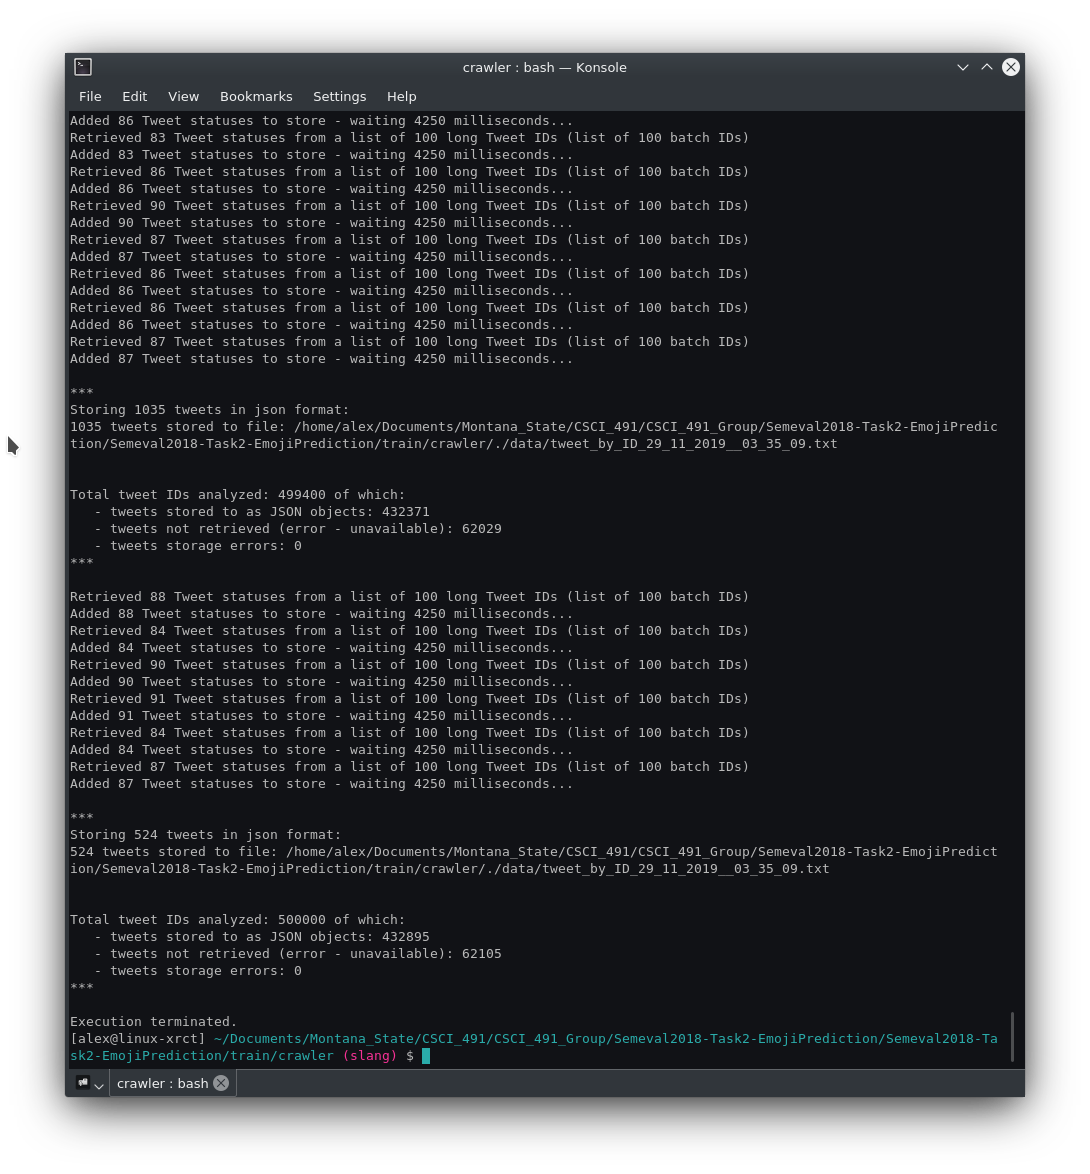 crawler : bash — Konsole
File Edit View Bookmarks Settings Help
Added 86 Tweet statuses to store - waiting 4250 milliseconds...
Retrieved 83 Tweet statuses from a list of 100 long Tweet IDs (list of 100 batch IDs)
Added 83 Tweet statuses to store - waiting 4250 milliseconds...
Retrieved 86 Tweet statuses from a list of 100 long Tweet IDs (list of 100 batch IDs)
Added 86 Tweet statuses to store - waiting 4250 milliseconds...
Retrieved 90 Tweet statuses from a list of 100 long Tweet IDs (list of 100 batch IDs)
Added 90 Tweet statuses to store - waiting 4250 milliseconds...
Retrieved 87 Tweet statuses from a list of 100 long Tweet IDs (list of 100 batch IDs)
Added 87 Tweet statuses to store - waiting 4250 milliseconds...
Retrieved 86 Tweet statuses from a list of 100 long Tweet IDs (list of 100 batch IDs)
Added 86 Tweet statuses to store - waiting 4250 milliseconds...
Retrieved 86 Tweet statuses from a list of 100 long Tweet IDs (list of 100 batch IDs)
Added 86 Tweet statuses to store - waiting 4250 milliseconds...
Retrieved 87 Tweet statuses from a list of 100 long Tweet IDs (list of 100 batch IDs)
Added 87 Tweet statuses to store - waiting 4250 milliseconds...
***
Storing 1035 tweets in json format:
1035 tweets stored to file: /home/alex/Documents/Montana_State/CSCI_491/CSCI_491_Group/Semeval2018-Task2-EmojiPredic
tion/Semeval2018-Task2-EmojiPrediction/train/crawler/./data/tweet_by_ID_29_11_2019__03_35_09.txt
Total tweet IDs analyzed: 499400 of which:
- tweets stored to as JSON objects: 432371
- tweets not retrieved (error - unavailable): 62029
- tweets storage errors: 0
***
Retrieved 88 Tweet statuses from a list of 100 long Tweet IDs (list of 100 batch IDs)
Added 88 Tweet statuses to store - waiting 4250 milliseconds...
Retrieved 84 Tweet statuses from a list of 100 long Tweet IDs (list of 100 batch IDs)
Added 84 Tweet statuses to store - waiting 4250 milliseconds...
Retrieved 90 Tweet statuses from a list of 100 long Tweet IDs (list of 100 batch IDs)
Added 90 Tweet statuses to store - waiting 4250 milliseconds...
Retrieved 91 Tweet statuses from a list of 100 long Tweet IDs (list of 100 batch IDs)
Added 91 Tweet statuses to store - waiting 4250 milliseconds...
Retrieved 84 Tweet statuses from a list of 100 long Tweet IDs (list of 100 batch IDs)
Added 84 Tweet statuses to store - waiting 4250 milliseconds...
Retrieved 87 Tweet statuses from a list of 100 long Tweet IDs (list of 100 batch IDs)
Added 87 Tweet statuses to store - waiting 4250 milliseconds...
***
Storing 524 tweets in json format:
524 tweets stored to file: /home/alex/Documents/Montana_State/CSCI_491/CSCI_491_Group/Semeval2018-Task2-EmojiPredict
ion/Semeval2018-Task2-EmojiPrediction/train/crawler/./data/tweet_by_ID_29_11_2019__03_35_09.txt
Total tweet IDs analyzed: 500000 of which:
- tweets stored to as JSON objects: 432895
- tweets not retrieved (error - unavailable): 62105
- tweets storage errors: 0
***
Execution terminated.
[alex@linux-xrct] ~/Documents/Montana_State/CSCI_491/CSCI_491_Group/Semeval2018-Task2-EmojiPrediction/Semeval2018-Ta
sk2-EmojiPrediction/train/crawler (slang) $
crawler : bash